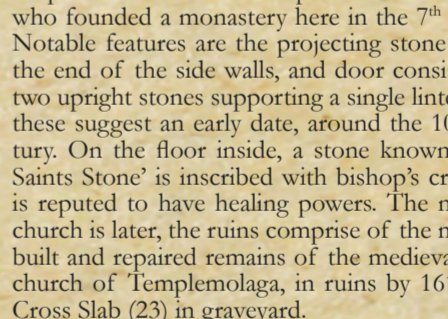 who founded a monastery here in the 7th
Notable features are the projecting stone
the end of the side walls, and door consi
two upright stones supporting a single linte
these suggest an early date, around the 10
tury. On the floor inside, a stone known
Saints Stone’ is inscribed with bishop’s cr
is reputed to have healing powers. The
church is later, the ruins comprise of the
built and repaired remains of the medieva
church of Templemolaga, in ruins by 16
Cross Slab (23) in graveyard.